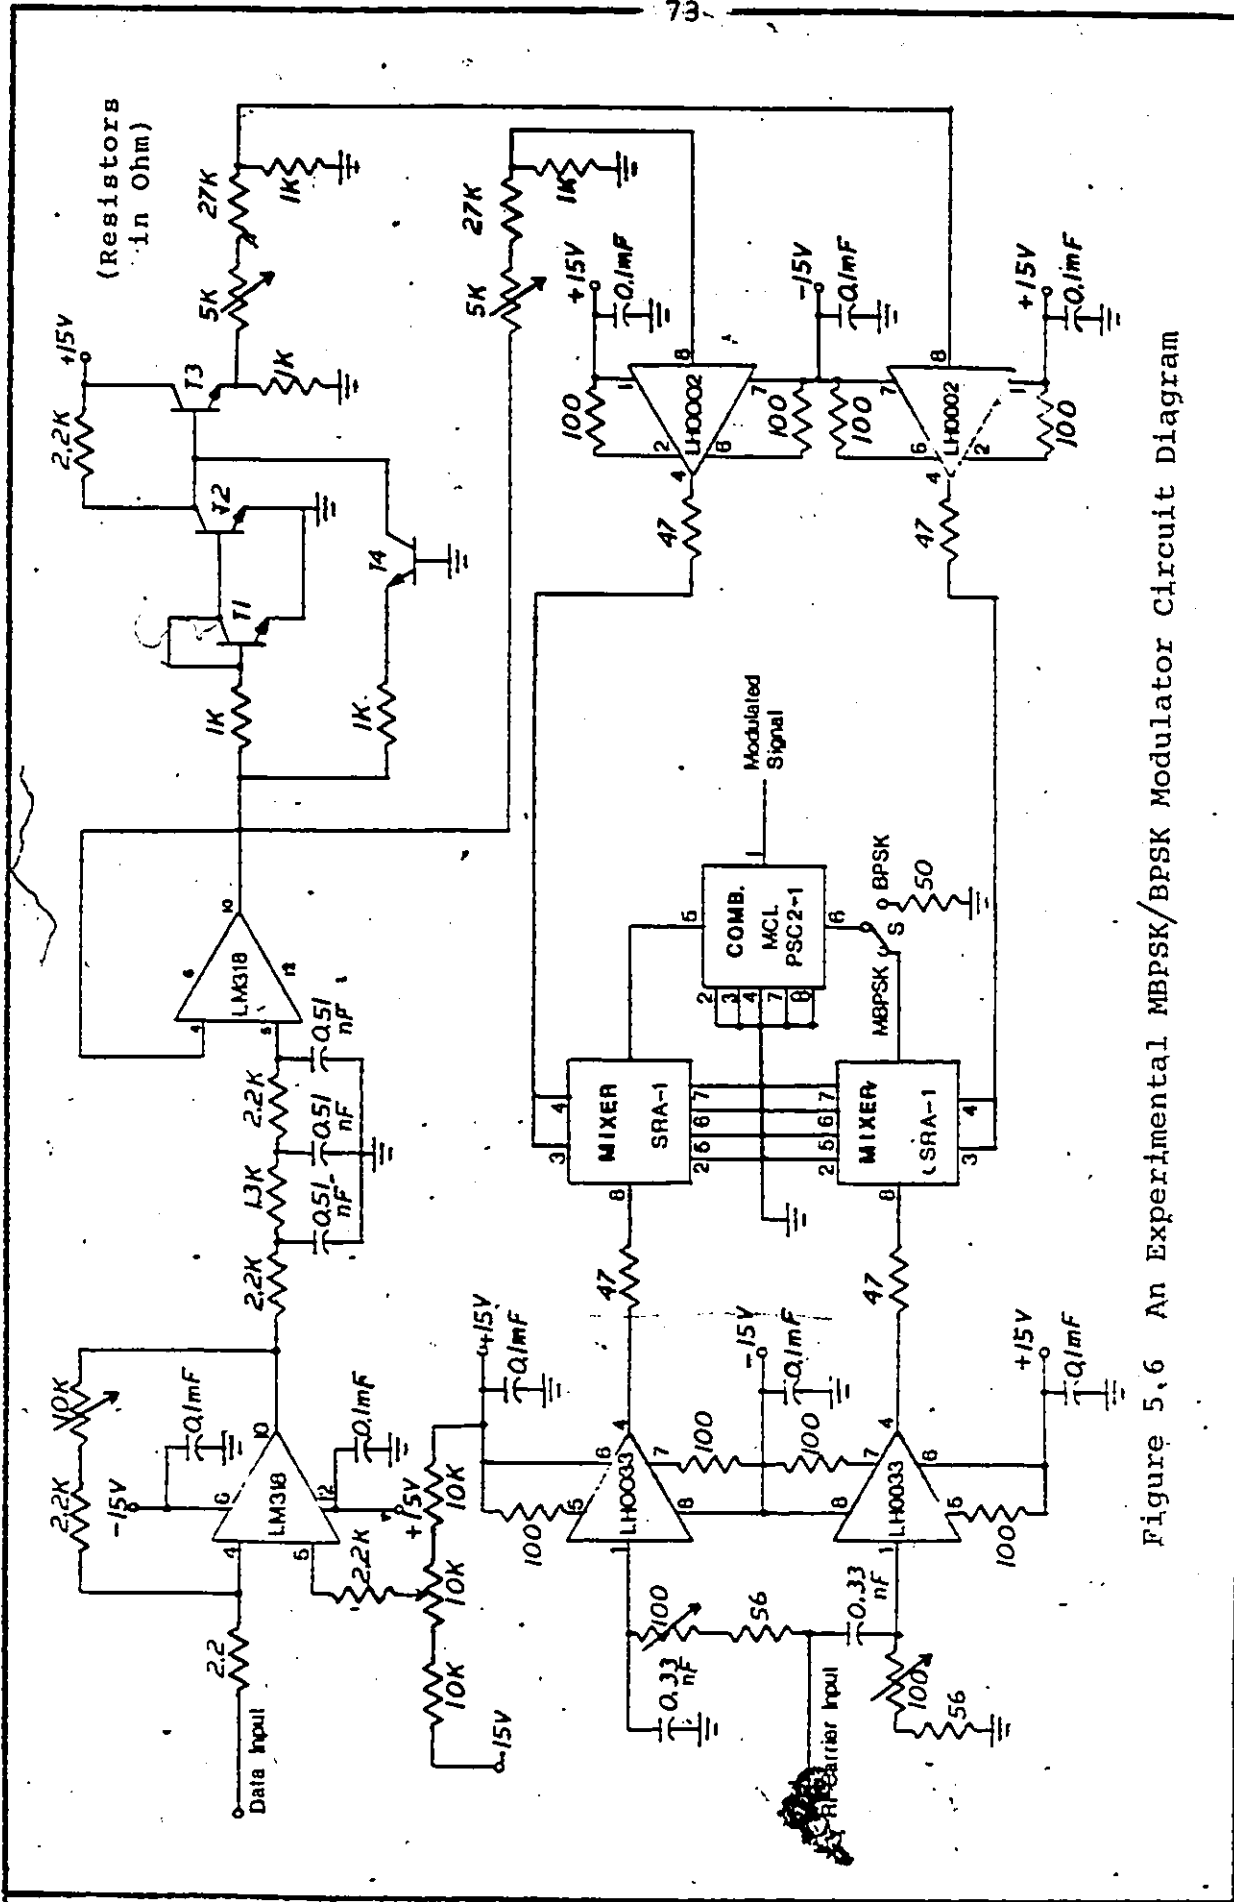 73
(Resistors
in Ohm)
Data Input
2.2
2.2K
10K
-15V
0.1mF
4
6
LM318
10
5
12
0.1mF
+15V
2.2K
10K
10K
10K
-15V
2.2K
1.3K
2.2K
0.51
nF
0.51
nF
0.51
nF
4
6
LM318
10
5
12
1K
T1
T2
2.2K
+15V
T3
1K
T4
1K
5K
27K
1K
5K
27K
1K
+15V
0.1mF
100
1
2
LH0002
8
4
6
7
100
-15V
0.1mF
100
7
6
LH0002
8
4
2
1
100
+15V
0.1mF
47
47
+15V
0.1mF
100
5
6
1
LH0033
4
7
8
100
-15V
0.1mF
100
8
7
1
LH0033
4
5
6
100
+15V
0.1mF
100
56
0.33
nF
0.33
nF
100
56
Carrier Input
47
47
3
4
MIXER
SRA-1
8
2
5
6
7
2
5
6
7
MIXER
SRA-1
8
3
4
2
3
4
7
8
COMB.
MCL
PSC2-1
5
6
1
Modulated
Signal
MBPSK
S
BPSK
50
Figure 5.6 An Experimental MBPSK/BPSK Modulator Circuit Diagram